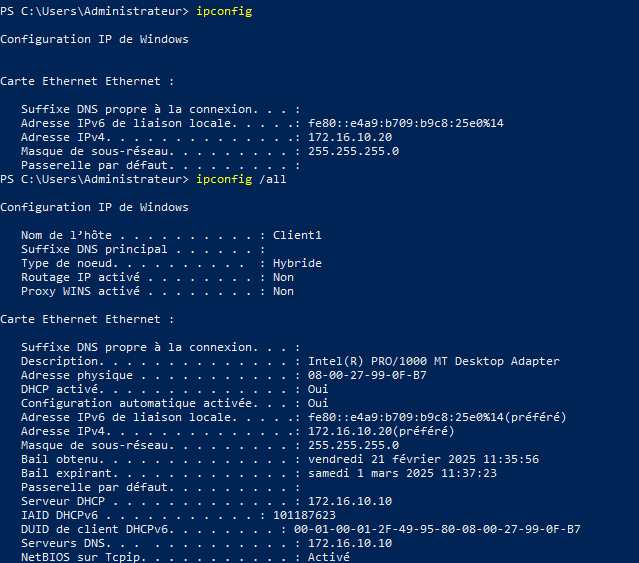 PS C:\Users\Administrateur> ipconfig
Configuration IP de Windows
Carte Ethernet Ethernet :
Suffixe DNS propre à la connexion. . . :
Adresse IPv6 de liaison locale. . . . .: fe80::e4a9:b709:b9c8:25e0%14
Adresse IPv4. . . . . . . . . . . . . .: 172.16.10.20
Masque de sous-réseau. . . . . . . . . : 255.255.255.0
Passerelle par défaut. . . . . . . . . :
PS C:\Users\Administrateur> ipconfig /all
Configuration IP de Windows
Nom de l’hôte . . . . . . . . . . : Client1
Suffixe DNS principal . . . . . . :
Type de noeud. . . . . . . . . .  : Hybride
Routage IP activé . . . . . . . . : Non
Proxy WINS activé . . . . . . . . : Non
Carte Ethernet Ethernet :
Suffixe DNS propre à la connexion. . . :
Description. . . . . . . . . . . . . . : Intel(R) PRO/1000 MT Desktop Adapter
Adresse physique . . . . . . . . . . . : 08-00-27-99-0F-B7
DHCP activé. . . . . . . . . . . . . . : Oui
Configuration automatique activée. . . : Oui
Adresse IPv6 de liaison locale. . . . .: fe80::e4a9:b709:b9c8:25e0%14(préféré)
Adresse IPv4. . . . . . . . . . . . . .: 172.16.10.20(préféré)
Masque de sous-réseau. . . . . . . . . : 255.255.255.0
Bail obtenu. . . . . . . . . . . . . . : vendredi 21 février 2025 11:35:56
Bail expirant. . . . . . . . . . . . . : samedi 1 mars 2025 11:37:23
Passerelle par défaut. . . . . . . . . :
Serveur DHCP . . . . . . . . . . . . . : 172.16.10.10
IAID DHCPv6 . . . . . . . . . . . : 101187623
DUID de client DHCPv6. . . . . . . . : 00-01-00-01-2F-49-95-80-08-00-27-99-0F-B7
Serveurs DNS. . .  . . . . . . . . . . : 172.16.10.10
NetBIOS sur Tcpip. . . . . . . . . . . : Activé